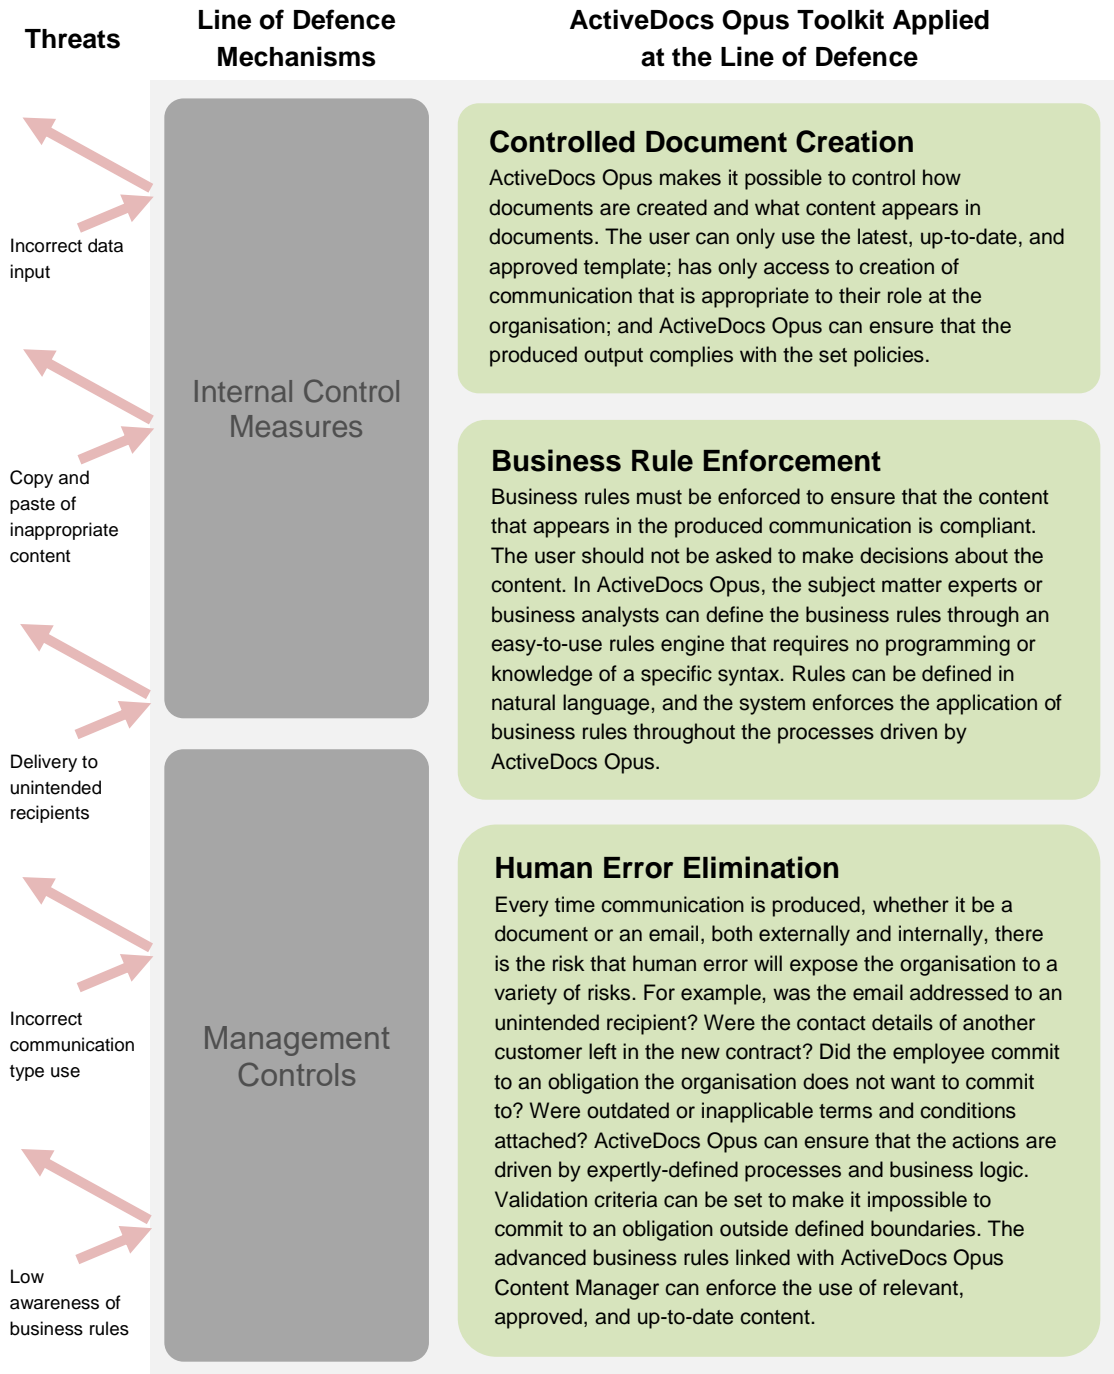 Threats
Line of Defence
Mechanisms
ActiveDocs Opus Toolkit Applied
at the Line of Defence
Incorrect data
input
Copy and
paste of
inappropriate
content
Delivery to
unintended
recipients
Incorrect
communication
type use
Low
awareness of
business rules
Internal Control
Measures
Management
Controls
Controlled Document Creation
ActiveDocs Opus makes it possible to control how
documents are created and what content appears in
documents. The user can only use the latest, up-to-date, and
approved template; has only access to creation of
communication that is appropriate to their role at the
organisation; and ActiveDocs Opus can ensure that the
produced output complies with the set policies.
Business Rule Enforcement
Business rules must be enforced to ensure that the content
that appears in the produced communication is compliant.
The user should not be asked to make decisions about the
content. In ActiveDocs Opus, the subject matter experts or
business analysts can define the business rules through an
easy-to-use rules engine that requires no programming or
knowledge of a specific syntax. Rules can be defined in
natural language, and the system enforces the application of
business rules throughout the processes driven by
ActiveDocs Opus.
Human Error Elimination
Every time communication is produced, whether it be a
document or an email, both externally and internally, there
is the risk that human error will expose the organisation to a
variety of risks. For example, was the email addressed to an
unintended recipient? Were the contact details of another
customer left in the new contract? Did the employee commit
to an obligation the organisation does not want to commit
to? Were outdated or inapplicable terms and conditions
attached? ActiveDocs Opus can ensure that the actions are
driven by expertly-defined processes and business logic.
Validation criteria can be set to make it impossible to
commit to an obligation outside defined boundaries. The
advanced business rules linked with ActiveDocs Opus
Content Manager can enforce the use of relevant,
approved, and up-to-date content.